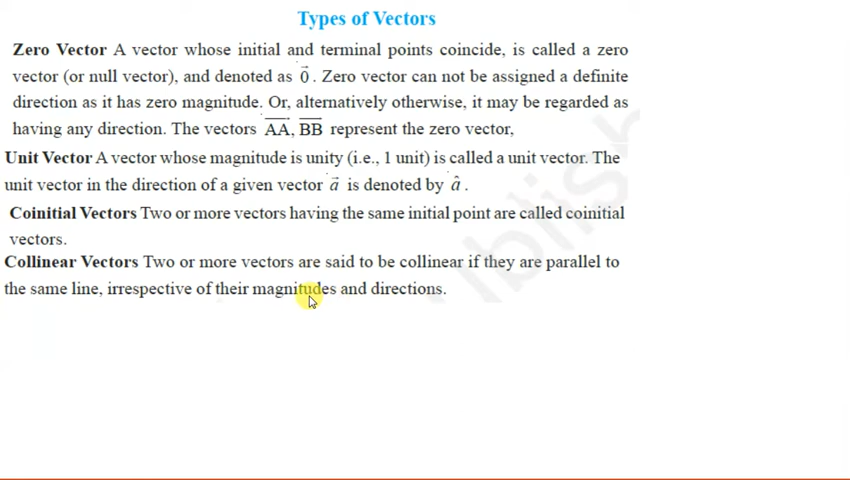 Types of Vectors
Zero Vector A vector whose initial and terminal points coincide, is called a zero
vector (or null vector), and denoted as 0⃗ . Zero vector can not be assigned a definite
direction as it has zero magnitude. Or, alternatively otherwise, it may be regarded as
having any direction. The vectors A͞A͞, B͞B͞ represent the zero vector,
Unit Vector A vector whose magnitude is unity (i.e., 1 unit) is called a unit vector. The
unit vector in the direction of a given vector a⃗ is denoted by â .
Coinitial Vectors Two or more vectors having the same initial point are called coinitial
vectors.
Collinear Vectors Two or more vectors are said to be collinear if they are parallel to
the same line, irrespective of their magnitudes and directions.